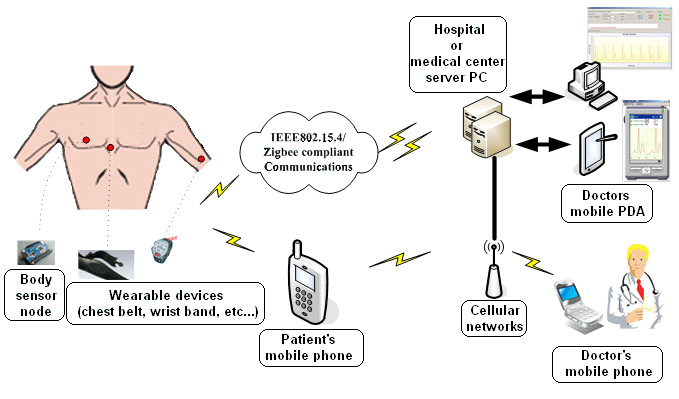 Hospital
or
medical center
server PC
IEEE802.15.4/
Zigbee compliant
Communications
Doctors
mobile PDA
Body
sensor
node
Wearable devices
(chest belt, wrist band, etc...)
Patient's
mobile phone
Cellular
networks
Doctor's
mobile phone